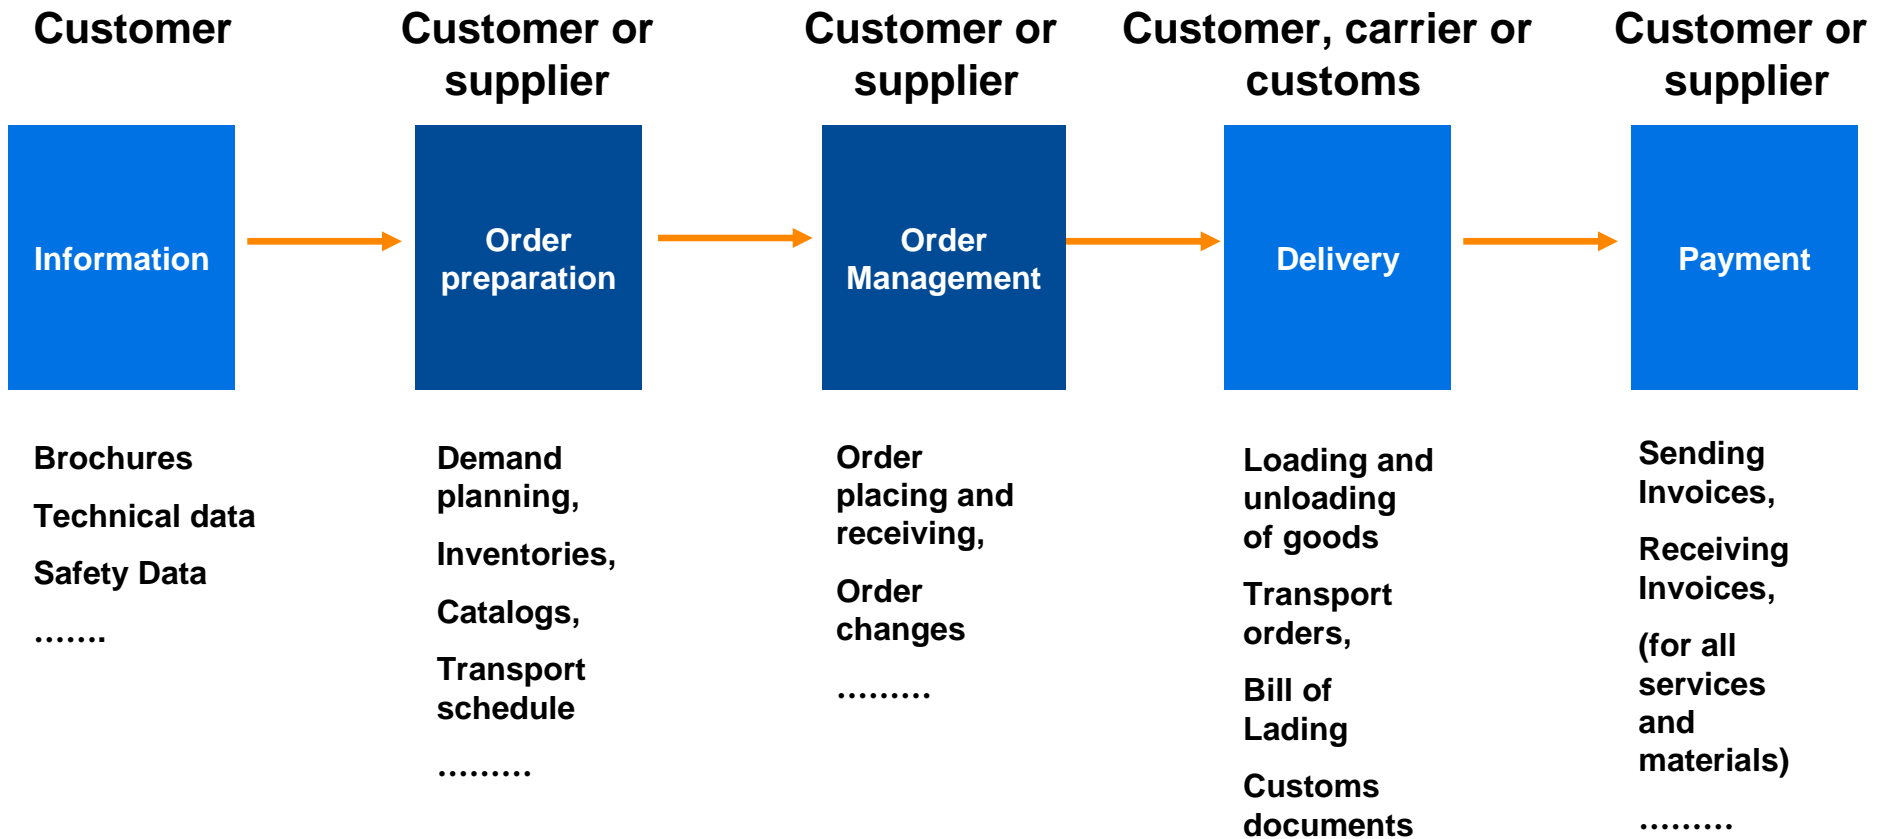 Customer
Customer or
supplier
Customer or
supplier
Customer, carrier or
customs
Customer or
supplier
Information
Order
preparation
Order
Management
Delivery
Payment
Brochures
Technical data
Safety Data
…….
Demand
planning,
Inventories,
Catalogs,
Transport
schedule
………
Order
placing and
receiving,
Order
changes
………
Loading and
unloading
of goods
Transport
orders,
Bill of
Lading
Customs
documents
Sending
Invoices,
Receiving
Invoices,
(for all
services
and
materials)
………